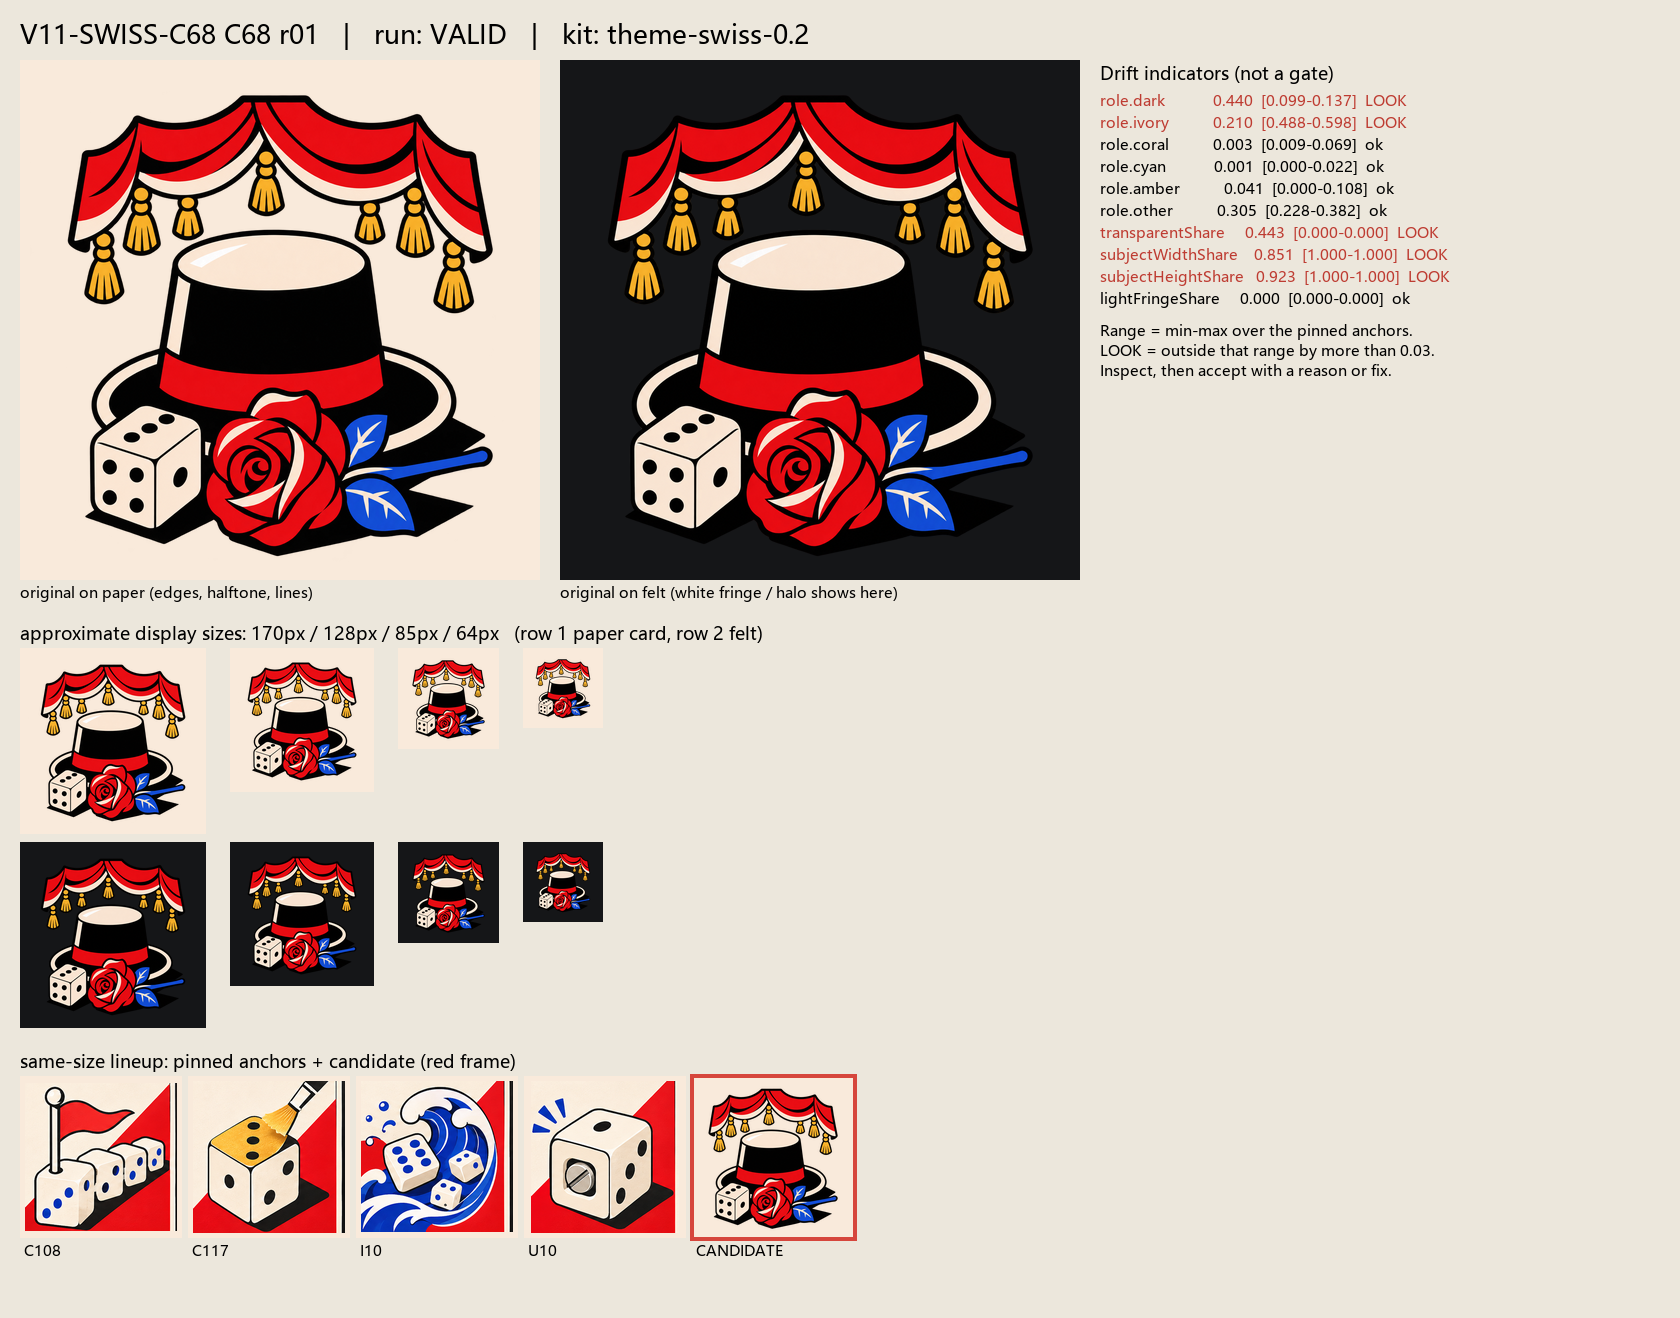 V11-SWISS-C68 C68 r01 | run: VALID | kit: theme-swiss-0.2
Drift indicators (not a gate)
role.dark 0.440 [0.099-0.137] LOOK
role.ivory 0.210 [0.488-0.598] LOOK
role.coral 0.003 [0.009-0.069] ok
role.cyan 0.001 [0.000-0.022] ok
role.amber 0.041 [0.000-0.108] ok
role.other 0.305 [0.228-0.382] ok
transparentShare 0.443 [0.000-0.000] LOOK
subjectWidthShare 0.851 [1.000-1.000] LOOK
subjectHeightShare 0.923 [1.000-1.000] LOOK
lightFringeShare 0.000 [0.000-0.000] ok
Range = min-max over the pinned anchors.
LOOK = outside that range by more than 0.03.
Inspect, then accept with a reason or fix.
original on paper (edges, halftone, lines)
original on felt (white fringe / halo shows here)
approximate display sizes: 170px / 128px / 85px / 64px (row 1 paper card, row 2 felt)
same-size lineup: pinned anchors + candidate (red frame)
C108
C117
I10
U10
CANDIDATE